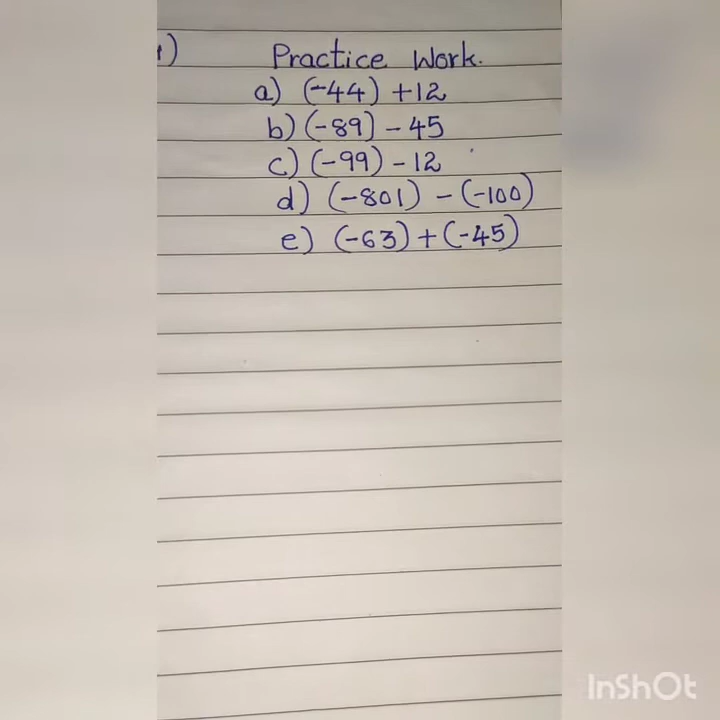 Practice Work.
a) (-44) +12
b) (-89) - 45
c) (-99) - 12
d) (-801) - (-100)
e) (-63) + (-45)
InShOt